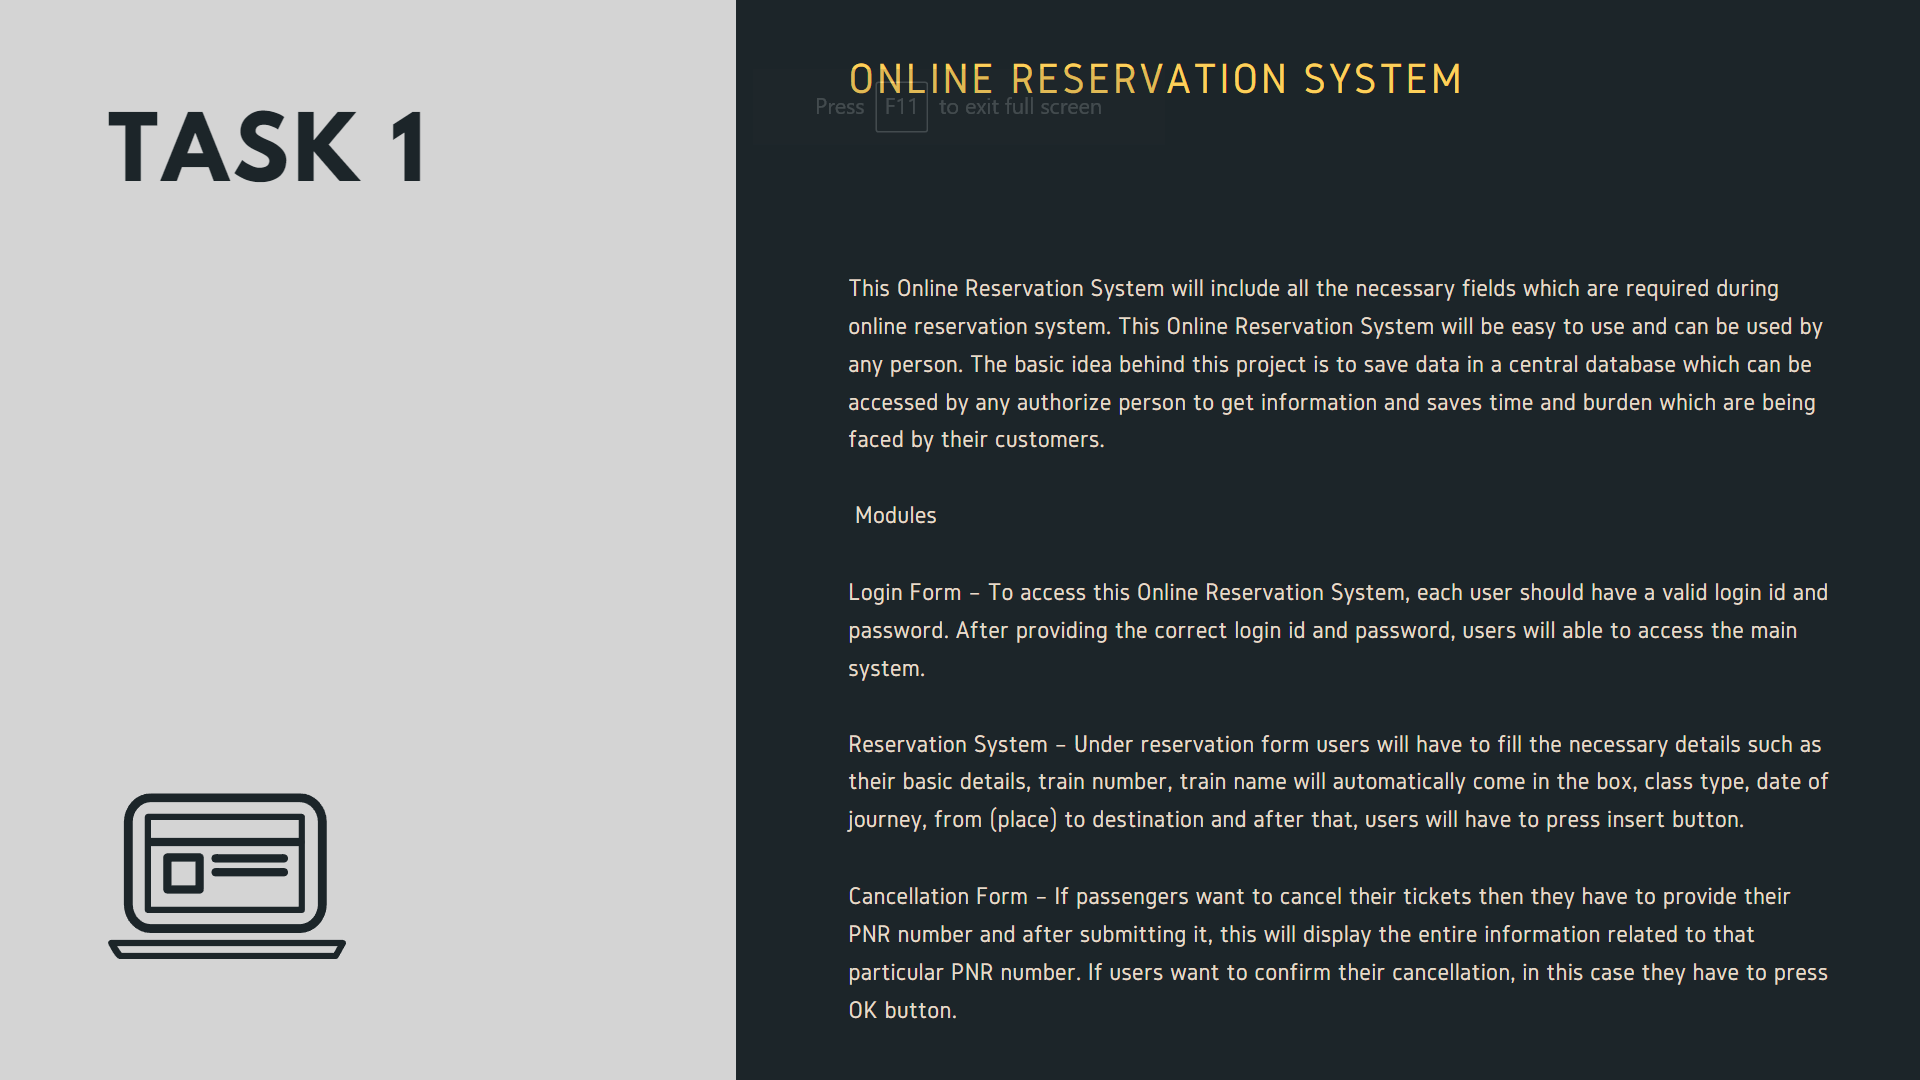 TASK 1
ONLINE RESERVATION SYSTEM
Press F11 to exit full screen
This Online Reservation System will include all the necessary fields which are required during
online reservation system. This Online Reservation System will be easy to use and can be used by
any person. The basic idea behind this project is to save data in a central database which can be
accessed by any authorize person to get information and saves time and burden which are being
faced by their customers.
Modules
Login Form – To access this Online Reservation System, each user should have a valid login id and
password. After providing the correct login id and password, users will able to access the main
system.
Reservation System – Under reservation form users will have to fill the necessary details such as
their basic details, train number, train name will automatically come in the box, class type, date of
journey, from (place) to destination and after that, users will have to press insert button.
Cancellation Form – If passengers want to cancel their tickets then they have to provide their
PNR number and after submitting it, this will display the entire information related to that
particular PNR number. If users want to confirm their cancellation, in this case they have to press
OK button.